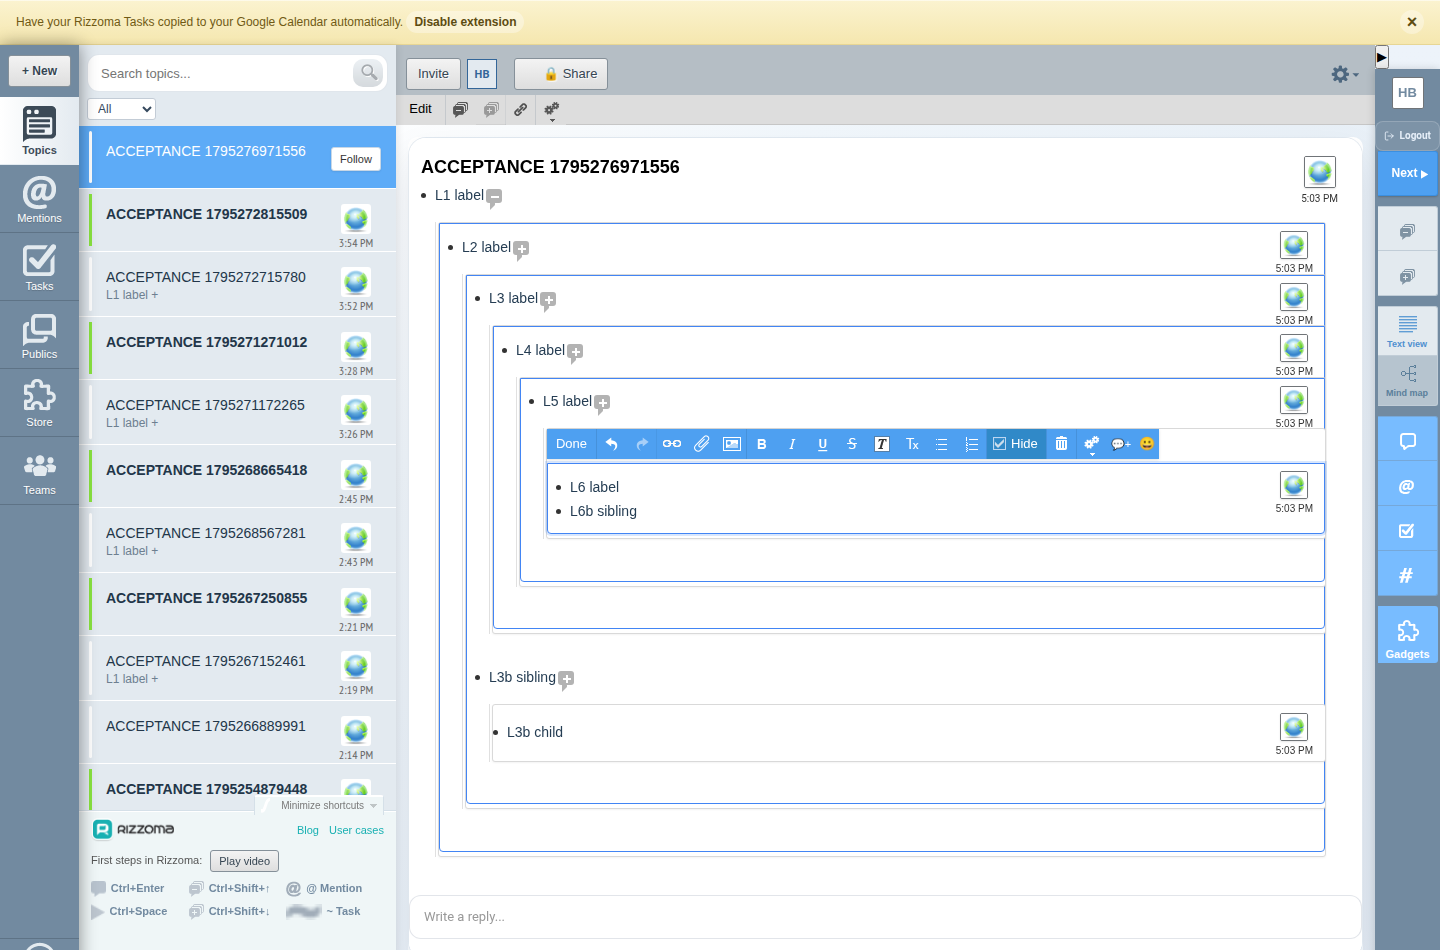 Have your Rizzoma Tasks copied to your Google Calendar automatically. Disable extension ✕
+ New
Topics
Mentions
Tasks
Publics
Store
Teams
Search topics...
All
ACCEPTANCE 1795276971556
Follow
ACCEPTANCE 1795272815509
3:54 PM
ACCEPTANCE 1795272715780
L1 label +
3:52 PM
ACCEPTANCE 1795271271012
3:28 PM
ACCEPTANCE 1795271172265
L1 label +
3:26 PM
ACCEPTANCE 1795268665418
2:45 PM
ACCEPTANCE 1795268567281
L1 label +
2:43 PM
ACCEPTANCE 1795267250855
2:21 PM
ACCEPTANCE 1795267152461
L1 label +
2:19 PM
ACCEPTANCE 1795266889991
2:14 PM
ACCEPTANCE 1795254879448
Minimize shortcuts
RIZZOMA
Blog User cases
First steps in Rizzoma: Play video
Ctrl+Enter Ctrl+Shift+↑ @ Mention
Ctrl+Space Ctrl+Shift+↓ ~ Task
Invite HB 🔒 Share
Edit
ACCEPTANCE 1795276971556
5:03 PM
L1 label
L2 label
5:03 PM
L3 label
5:03 PM
L4 label
5:03 PM
L5 label
5:03 PM
Done B I U S T Tx Hide
L6 label
L6b sibling
5:03 PM
L3b sibling
L3b child
5:03 PM
Write a reply...
HB
Logout
Next ▶
Text view
Mind map
@
#
Gadgets